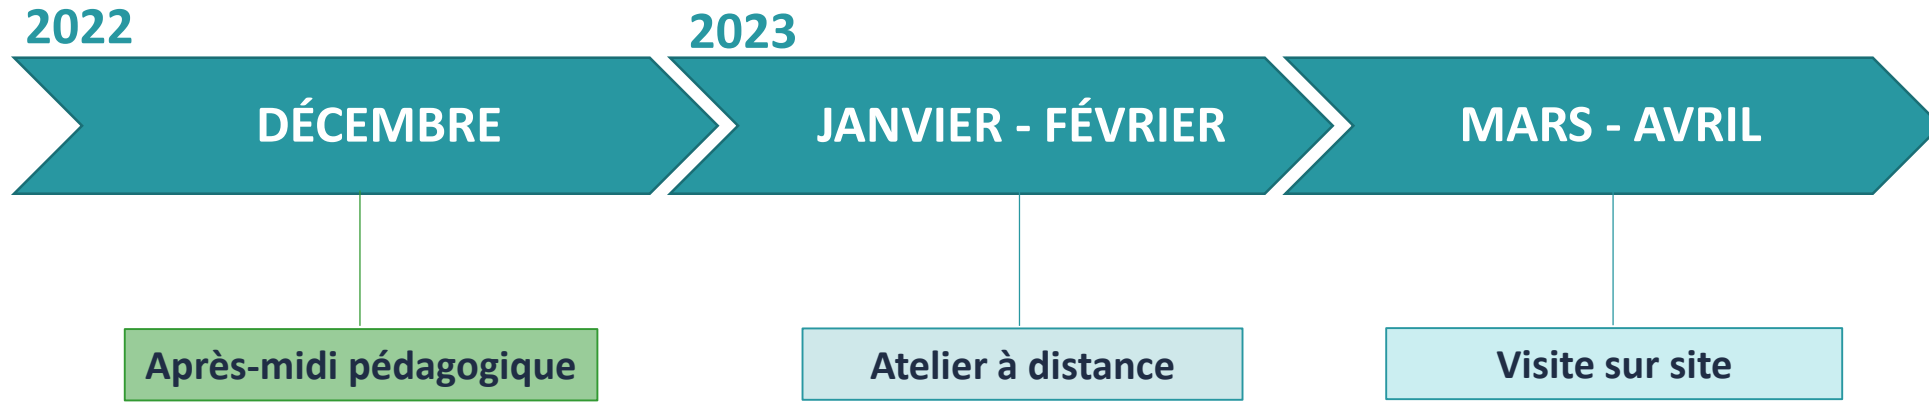 2022
2023
DÉCEMBRE
JANVIER - FÉVRIER
MARS - AVRIL
Après-midi pédagogique
Atelier à distance
Visite sur site